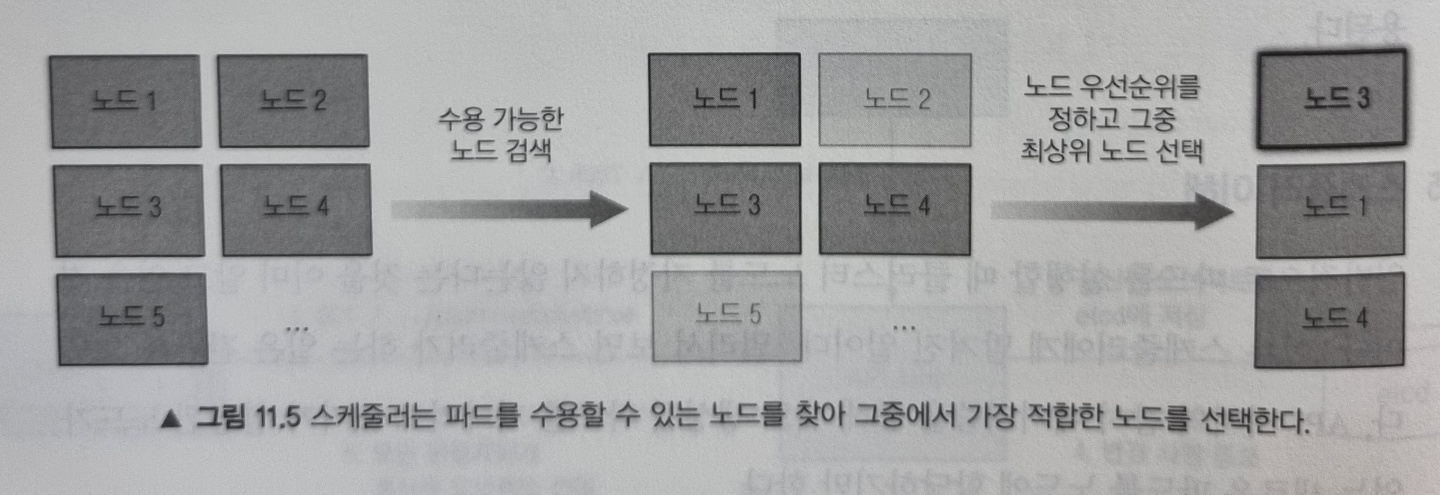 노드 1
노드 2
노드 3
노드 4
노드 5
...
수용 가능한
노드 검색
노드 1
노드 2
노드 3
노드 4
노드 5
...
노드 우선순위를
정하고 그중
최상위 노드 선택
노드 3
노드 1
노드 4
▲ 그림 11.5 스케줄러는 파드를 수용할 수 있는 노드를 찾아 그중에서 가장 적합한 노드를 선택한다.